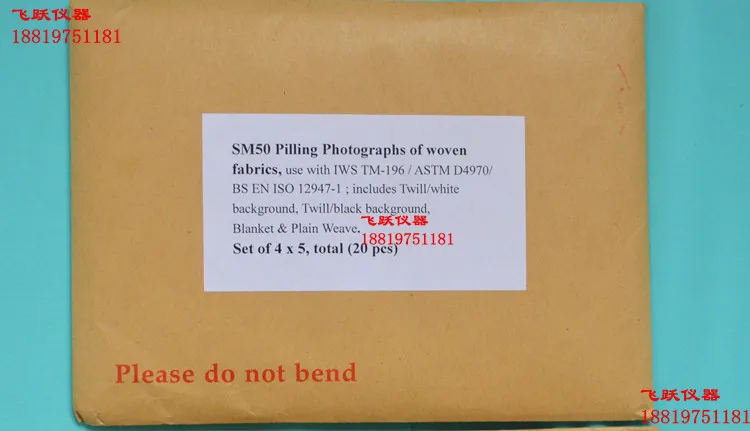 飞跃仪器
18819751181
SM50 Pilling Photographs of woven
fabrics, use with IWS TM-196 / ASTM D4970/
BS EN ISO 12947-1 ; includes Twill/white
background, Twill/black background,
Blanket & Plain Weave.
飞跃仪器
18819751181
Set of 4 x 5, total (20 pcs)
Please do not bend
飞跃仪器
18819751181